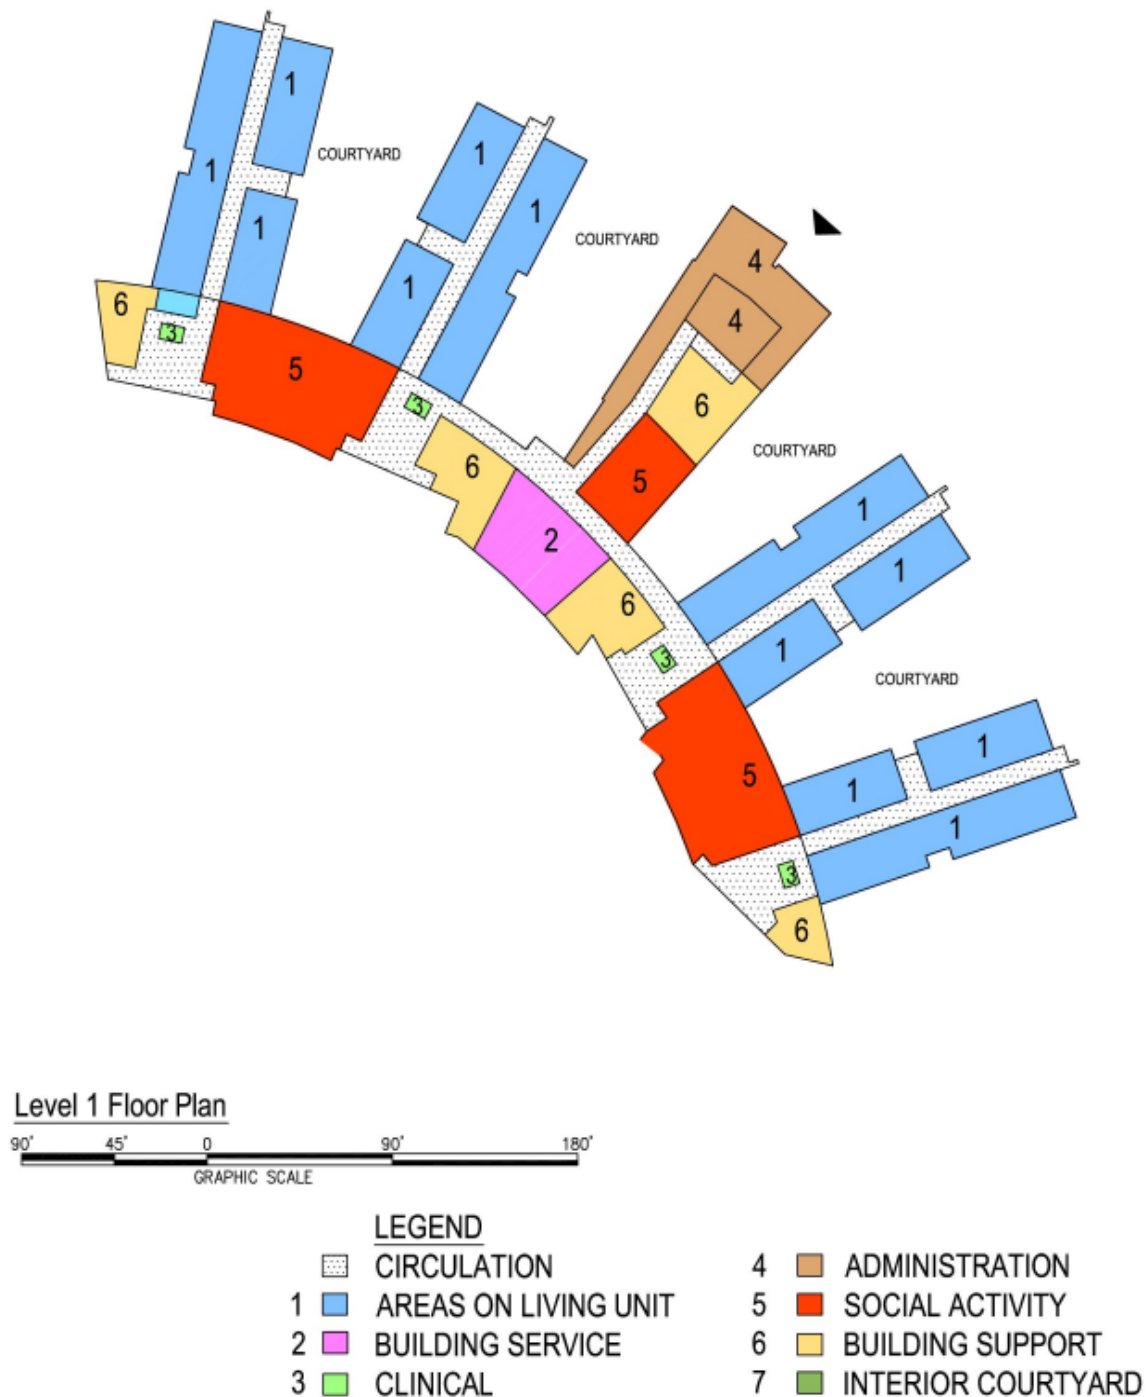 1
1
COURTYARD
1
1
1
1
COURTYARD
1
1
4
6
3
4
5
3
6
COURTYARD
6
5
1
2
1
6
1
3
COURTYARD
5
1
1
1
3
6
Level 1 Floor Plan
90' 45' 0 90' 180'
GRAPHIC SCALE
LEGEND
CIRCULATION
1 AREAS ON LIVING UNIT
2 BUILDING SERVICE
3 CLINICAL
4 ADMINISTRATION
5 SOCIAL ACTIVITY
6 BUILDING SUPPORT
7 INTERIOR COURTYARD